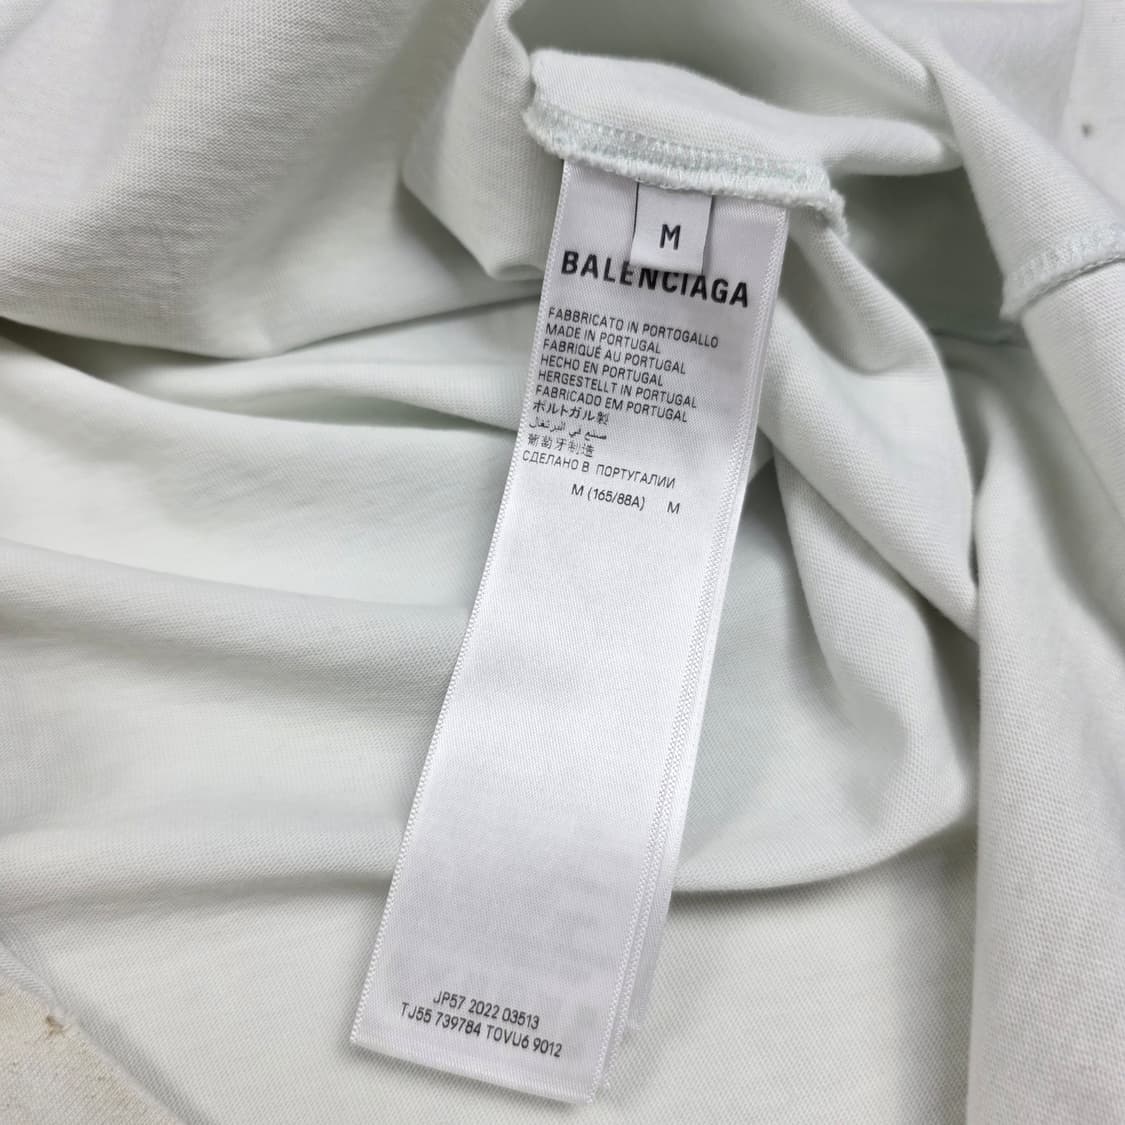 M
BALENCIAGA
FABBRICATO IN PORTOGALLO
MADE IN PORTUGAL
FABRIQUÉ AU PORTUGAL
HECHO EN PORTUGAL
HERGESTELLT IN PORTUGAL
FABRICADO EM PORTUGAL
ポルトガル製
صنع في البرتغال
葡萄牙制造
СДЕЛАНО В ПОРТУГАЛИИ
M (165/88A) M
JP57 2022 03513
TJ55 739784 TOVU6 9012